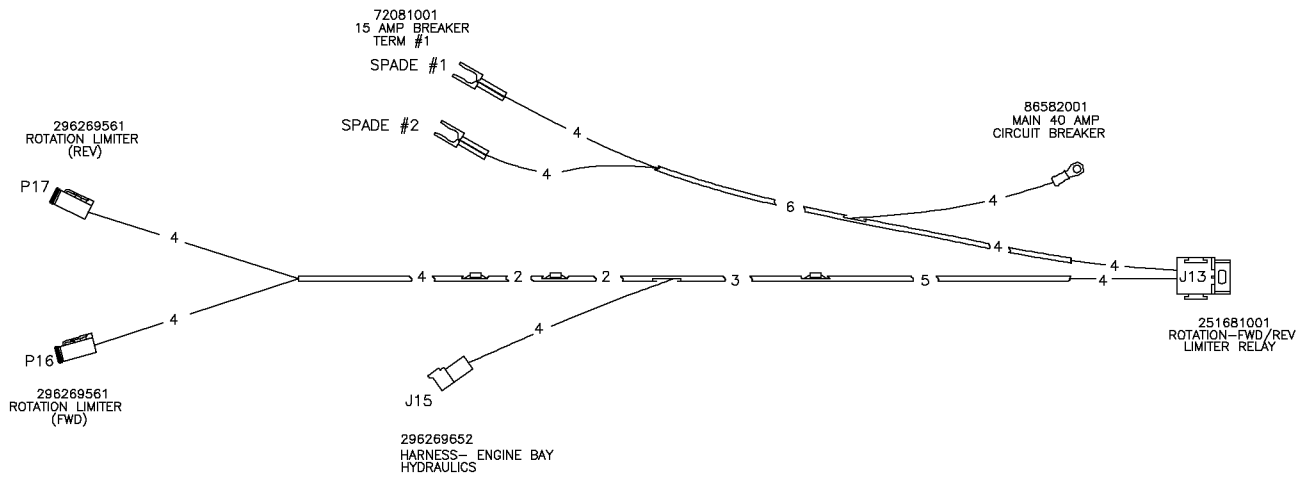 72081001
15 AMP BREAKER
TERM #1
SPADE #1
SPADE #2
4
4
86582001
MAIN 40 AMP
CIRCUIT BREAKER
4
6
4
4
296269561
ROTATION LIMITER
(REV)
P17
4
4
2
2
3
5
4
J13
251681001
ROTATION-FWD/REV
LIMITER RELAY
4
P16
296269561
ROTATION LIMITER
(FWD)
4
J15
296269652
HARNESS- ENGINE BAY
HYDRAULICS